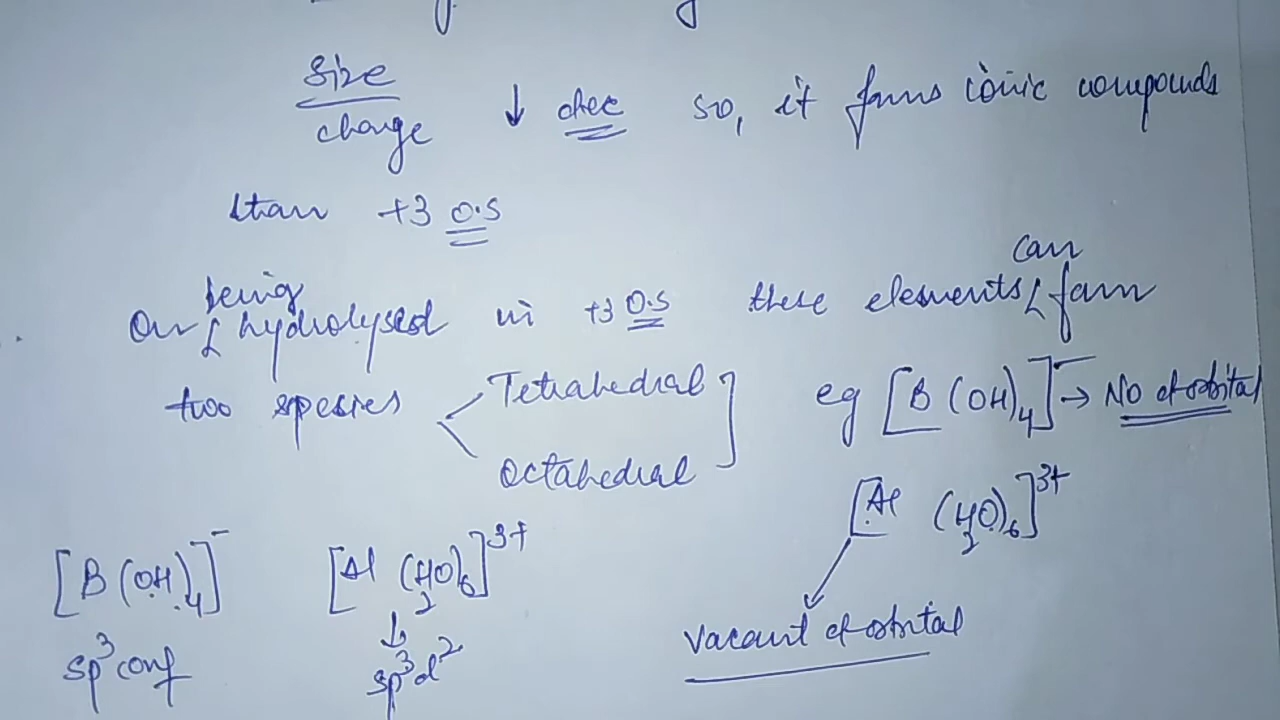 Size
change ↓ dec so, it forms ionic compounds
than +3 O.S
being can
On hydrolysed in +3 O.S these elements form
two species Tetrahedral eg [B(OH)4]⁻ → No d-orbital
Octahedral
[Al (H2O)6]³⁺
[B(OH)4]⁻ [Al (H2O)6]³⁺
vacant d-orbital
sp³ conf sp³d²